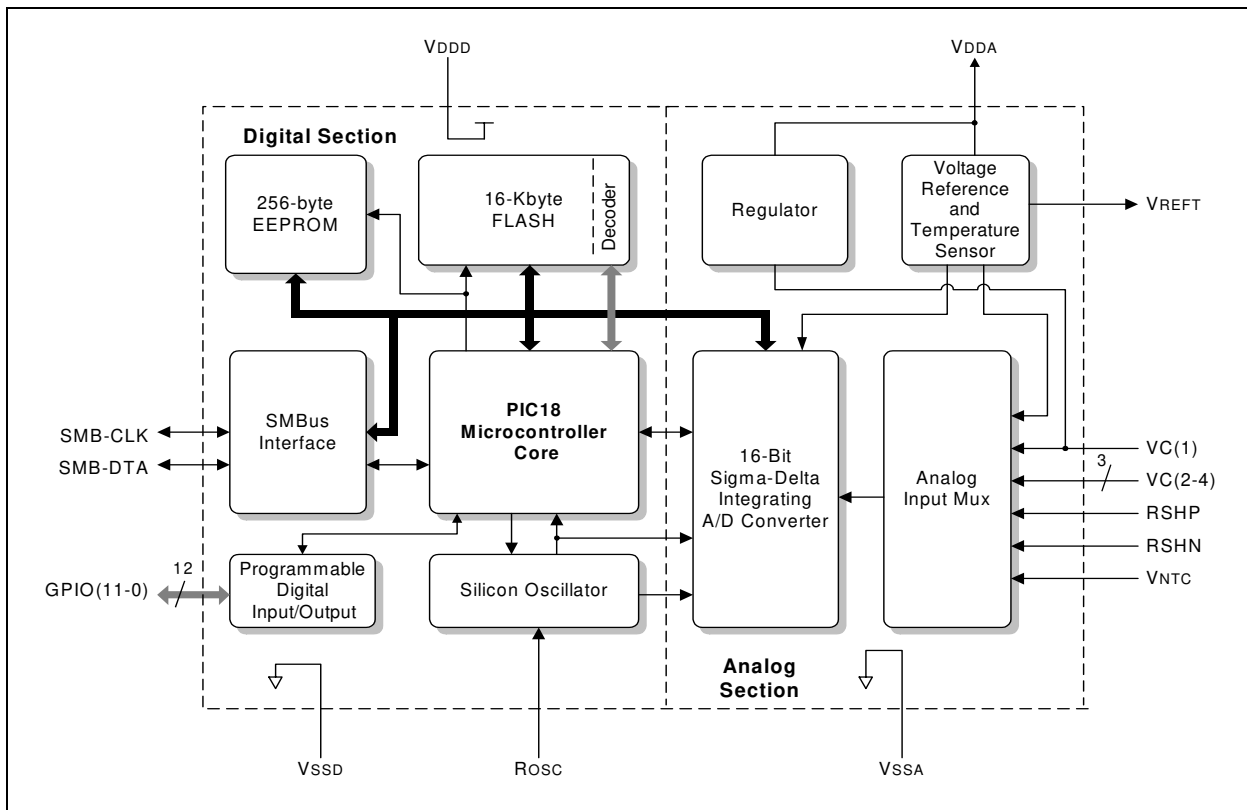 VDDD
VDDA
Digital Section
256-byte
EEPROM
16-Kbyte
FLASH
Decoder
Regulator
Voltage
Reference
and
Temperature
Sensor
VREFT
SMBus
Interface
PIC18
Microcontroller
Core
16-Bit
Sigma-Delta
Integrating
A/D Converter
Analog
Input Mux
SMB-CLK
SMB-DTA
VC(1)
3
VC(2-4)
RSHP
RSHN
VNTC
12
GPIO(11-0)
Programmable
Digital
Input/Output
Silicon Oscillator
Analog
Section
VSSD
ROSC
VSSA